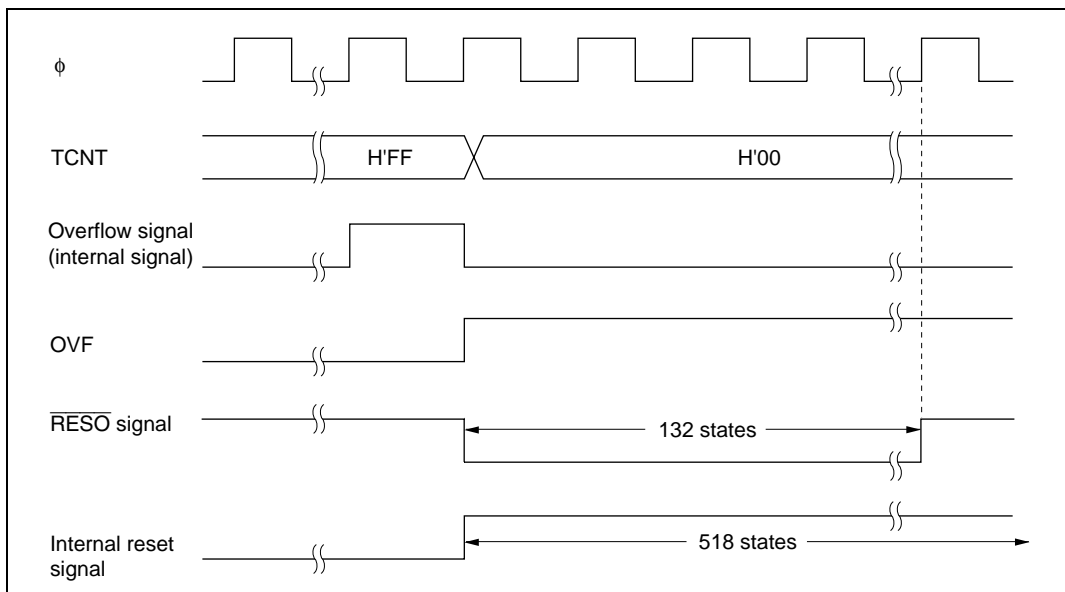 ϕ
TCNT
H'FF
H'00
Overflow signal
(internal signal)
OVF
RESO signal
132 states
Internal reset
signal
518 states